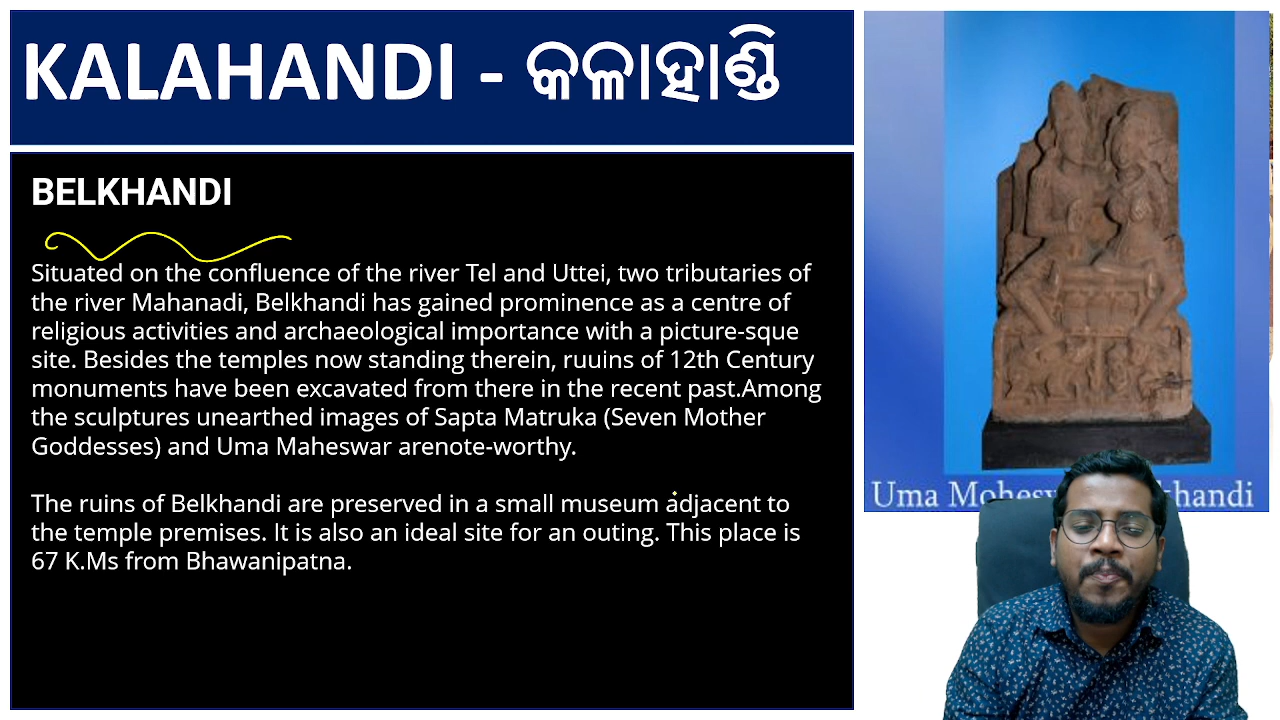 KALAHANDI - କଳାହାଣ୍ଡି
BELKHANDI
Situated on the confluence of the river Tel and Uttei, two tributaries of
the river Mahanadi, Belkhandi has gained prominence as a centre of
religious activities and archaeological importance with a picture-sque
site. Besides the temples now standing therein, ruuins of 12th Century
monuments have been excavated from there in the recent past.Among
the sculptures unearthed images of Sapta Matruka (Seven Mother
Goddesses) and Uma Maheswar arenote-worthy.
The ruins of Belkhandi are preserved in a small museum adjacent to
the temple premises. It is also an ideal site for an outing. This place is
67 K.Ms from Bhawanipatna.
Uma